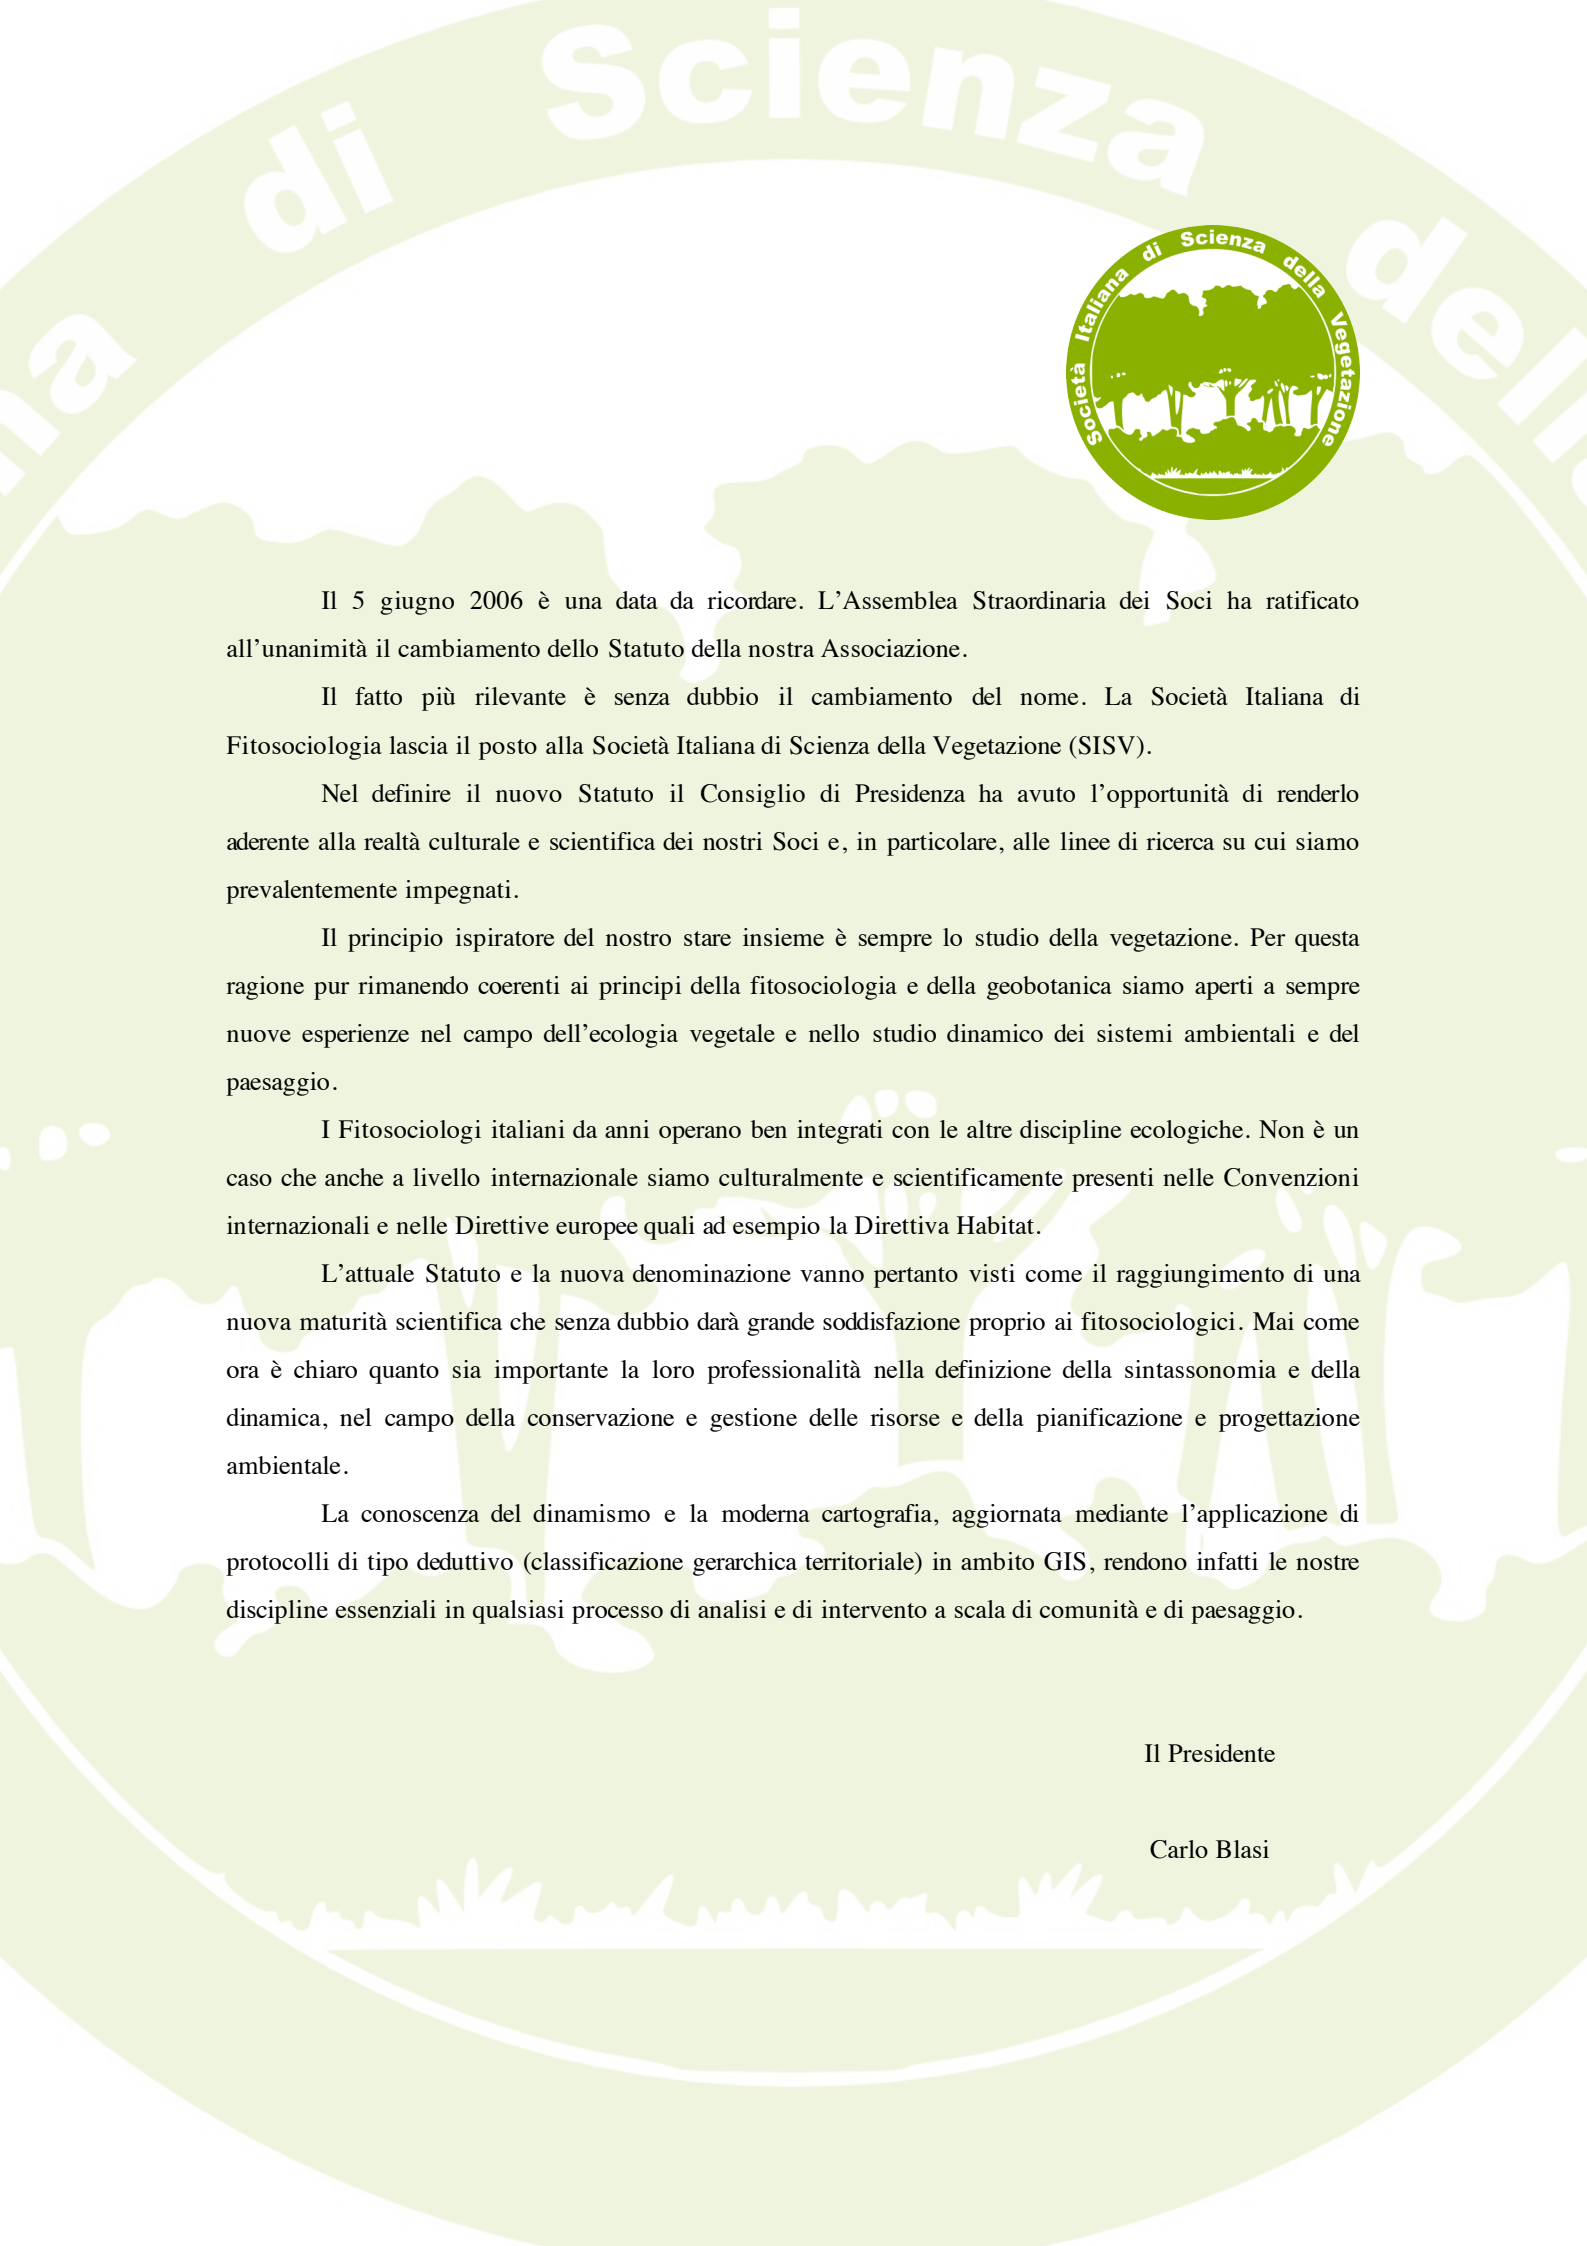 di Scienza della
Società Italiana di Scienza della Vegetazione
Il 5 giugno 2006 è una data da ricordare. L’Assemblea Straordinaria dei Soci ha ratificato
all’unanimità il cambiamento dello Statuto della nostra Associazione.
Il fatto più rilevante è senza dubbio il cambiamento del nome. La Società Italiana di
Fitosociologia lascia il posto alla Società Italiana di Scienza della Vegetazione (SISV).
Nel definire il nuovo Statuto il Consiglio di Presidenza ha avuto l’opportunità di renderlo
aderente alla realtà culturale e scientifica dei nostri Soci e, in particolare, alle linee di ricerca su cui siamo
prevalentemente impegnati.
Il principio ispiratore del nostro stare insieme è sempre lo studio della vegetazione. Per questa
ragione pur rimanendo coerenti ai principi della fitosociologia e della geobotanica siamo aperti a sempre
nuove esperienze nel campo dell’ecologia vegetale e nello studio dinamico dei sistemi ambientali e del
paesaggio.
I Fitosociologi italiani da anni operano ben integrati con le altre discipline ecologiche. Non è un
caso che anche a livello internazionale siamo culturalmente e scientificamente presenti nelle Convenzioni
internazionali e nelle Direttive europee quali ad esempio la Direttiva Habitat.
L’attuale Statuto e la nuova denominazione vanno pertanto visti come il raggiungimento di una
nuova maturità scientifica che senza dubbio darà grande soddisfazione proprio ai fitosociologici. Mai come
ora è chiaro quanto sia importante la loro professionalità nella definizione della sintassonomia e della
dinamica, nel campo della conservazione e gestione delle risorse e della pianificazione e progettazione
ambientale.
La conoscenza del dinamismo e la moderna cartografia, aggiornata mediante l’applicazione di
protocolli di tipo deduttivo (classificazione gerarchica territoriale) in ambito GIS, rendono infatti le nostre
discipline essenziali in qualsiasi processo di analisi e di intervento a scala di comunità e di paesaggio.
Il Presidente
Carlo Blasi